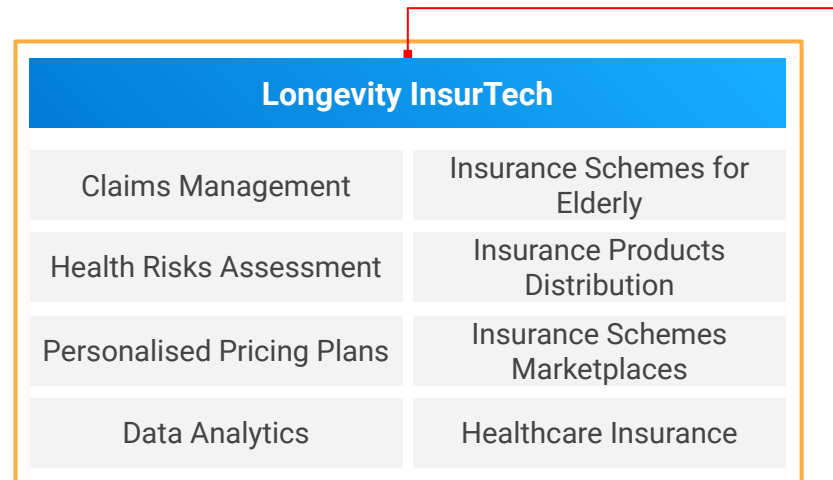 Longevity InsurTech
Claims Management
Insurance Schemes for
Elderly
Health Risks Assessment
Insurance Products
Distribution
Personalised Pricing Plans
Insurance Schemes
Marketplaces
Data Analytics
Healthcare Insurance